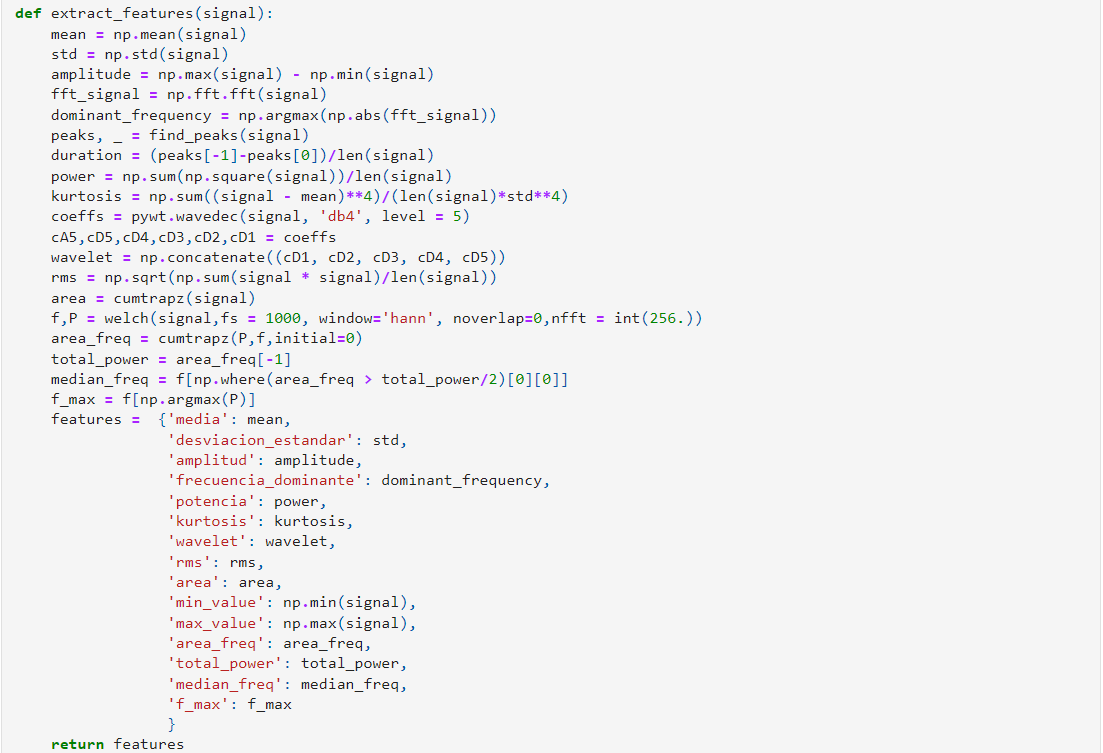 def extract_features(signal):
    mean = np.mean(signal)
    std = np.std(signal)
    amplitude = np.max(signal) - np.min(signal)
    fft_signal = np.fft.fft(signal)
    dominant_frequency = np.argmax(np.abs(fft_signal))
    peaks, _ = find_peaks(signal)
    duration = (peaks[-1]-peaks[0])/len(signal)
    power = np.sum(np.square(signal))/len(signal)
    kurtosis = np.sum((signal - mean)**4)/(len(signal)*std**4)
    coeffs = pywt.wavedec(signal, 'db4', level = 5)
    cA5,cD5,cD4,cD3,cD2,cD1 = coeffs
    wavelet = np.concatenate((cD1, cD2, cD3, cD4, cD5))
    rms = np.sqrt(np.sum(signal * signal)/len(signal))
    area = cumtrapz(signal)
    f,P = welch(signal,fs = 1000, window='hann', noverlap=0,nfft = int(256.))
    area_freq = cumtrapz(P,f,initial=0)
    total_power = area_freq[-1]
    median_freq = f[np.where(area_freq > total_power/2)[0][0]]
    f_max = f[np.argmax(P)]
    features =  {'media': mean,
                 'desviacion_estandar': std,
                 'amplitud': amplitude,
                 'frecuencia_dominante': dominant_frequency,
                 'potencia': power,
                 'kurtosis': kurtosis,
                 'wavelet': wavelet,
                 'rms': rms,
                 'area': area,
                 'min_value': np.min(signal),
                 'max_value': np.max(signal),
                 'area_freq': area_freq,
                 'total_power': total_power,
                 'median_freq': median_freq,
                 'f_max': f_max
                 }
    return features